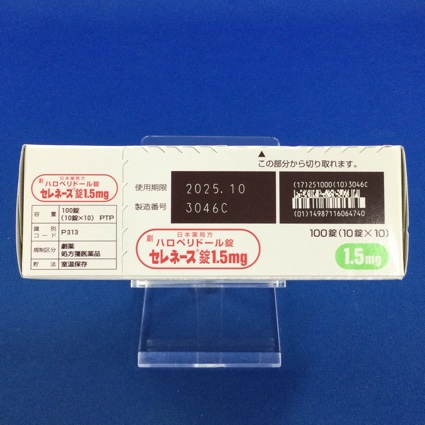 日本薬局方
劇 ハロペリドール錠
セレネース®錠1.5mg
容量 100錠 (10錠×10) PTP
識別コード P313
規制区分 劇薬 処方箋医薬品
貯法 室温保存
▲
この部分から切り取れます。
使用期限 2025.10
製造番号 3046C
(17)251000(10)3046C
(01)14987116064740
日本薬局方
劇 ハロペリドール錠
セレネース®錠1.5mg
100錠(10錠×10)
1.5mg